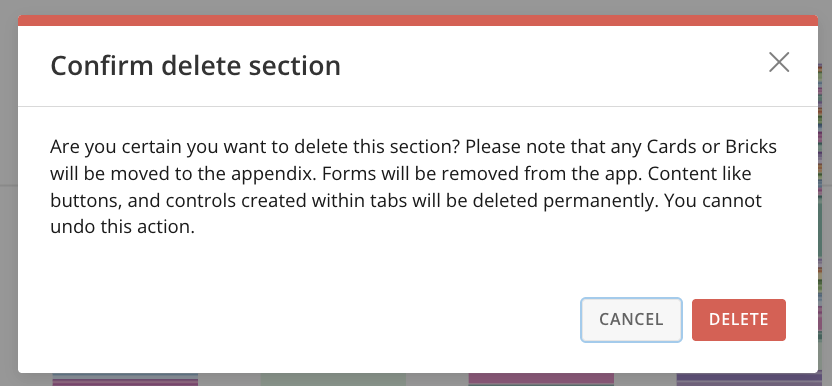 Confirm delete section
Are you certain you want to delete this section? Please note that any Cards or Bricks
will be moved to the appendix. Forms will be removed from the app. Content like
buttons, and controls created within tabs will be deleted permanently. You cannot
undo this action.
CANCEL DELETE